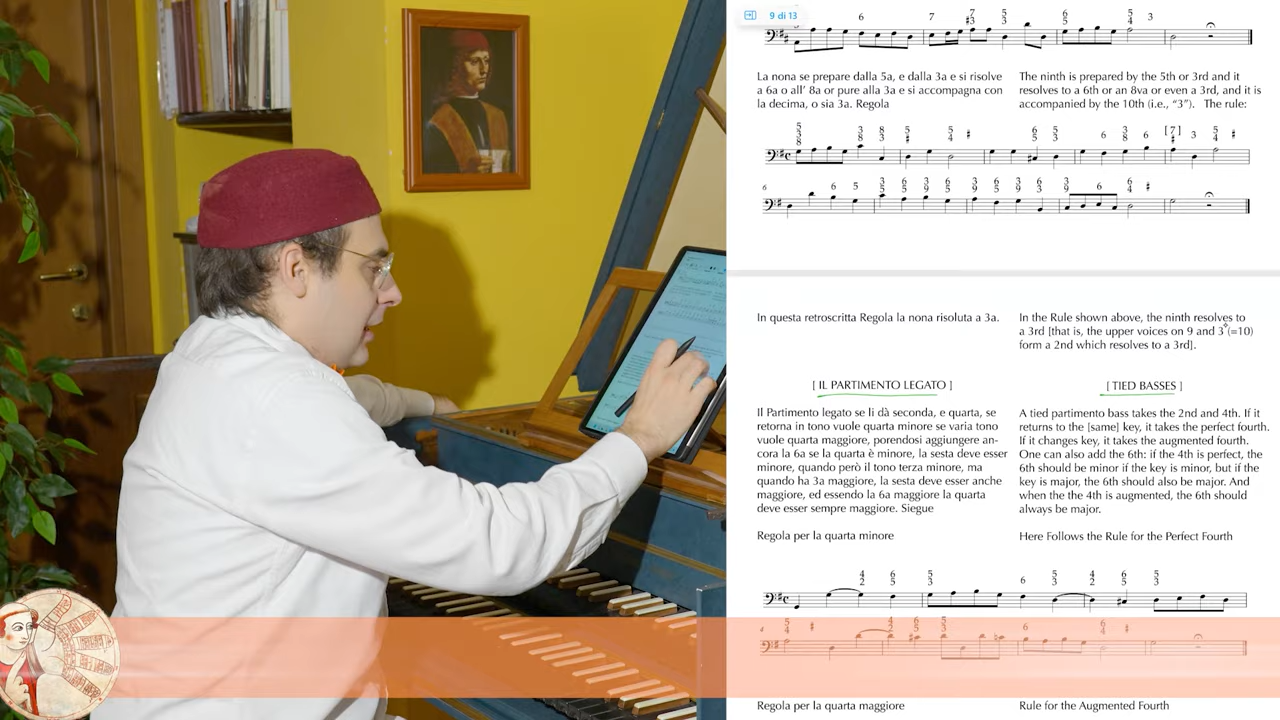 9 di 13
La nona se prepare dalla 5a, e dalla 3a e si risolve
a 6a o all' 8a or pure alla 3a e si accompagna con
la decima, o sia 3a. Regola
The ninth is prepared by the 5th or 3rd and it
resolves to a 6th or an 8va or even a 3rd, and it is
accompanied by the 10th (i.e., “3”). The rule:
In questa retroscritta Regola la nona risoluta a 3a.
In the Rule shown above, the ninth resolves to
a 3rd [that is, the upper voices on 9 and 3 (=10)
form a 2nd which resolves to a 3rd].
[ IL PARTIMENTO LEGATO ]
[ TIED BASSES ]
Il Partimento legato se li dà seconda, e quarta, se
retorna in tono vuole quarta minore se varia tono
vuole quarta maggiore, porendosi aggiungere an-
cora la 6a se la quarta è minore, la sesta deve esser
minore, quando però il tono terza minore, ma
quando ha 3a maggiore, la sesta deve esser anche
maggiore, ed essendo la 6a maggiore la quarta
deve esser sempre maggiore. Siegue
A tied partimento bass takes the 2nd and 4th. If it
returns to the [same] key, it takes the perfect fourth.
If it changes key, it takes the augmented fourth.
One can also add the 6th: if the 4th is perfect, the
6th should be minor if the key is minor, but if the
key is major, the 6th should also be major. And
when the the 4th is augmented, the 6th should
always be major.
Regola per la quarta minore
Here Follows the Rule for the Perfect Fourth
Regola per la quarta maggiore
Rule for the Augmented Fourth